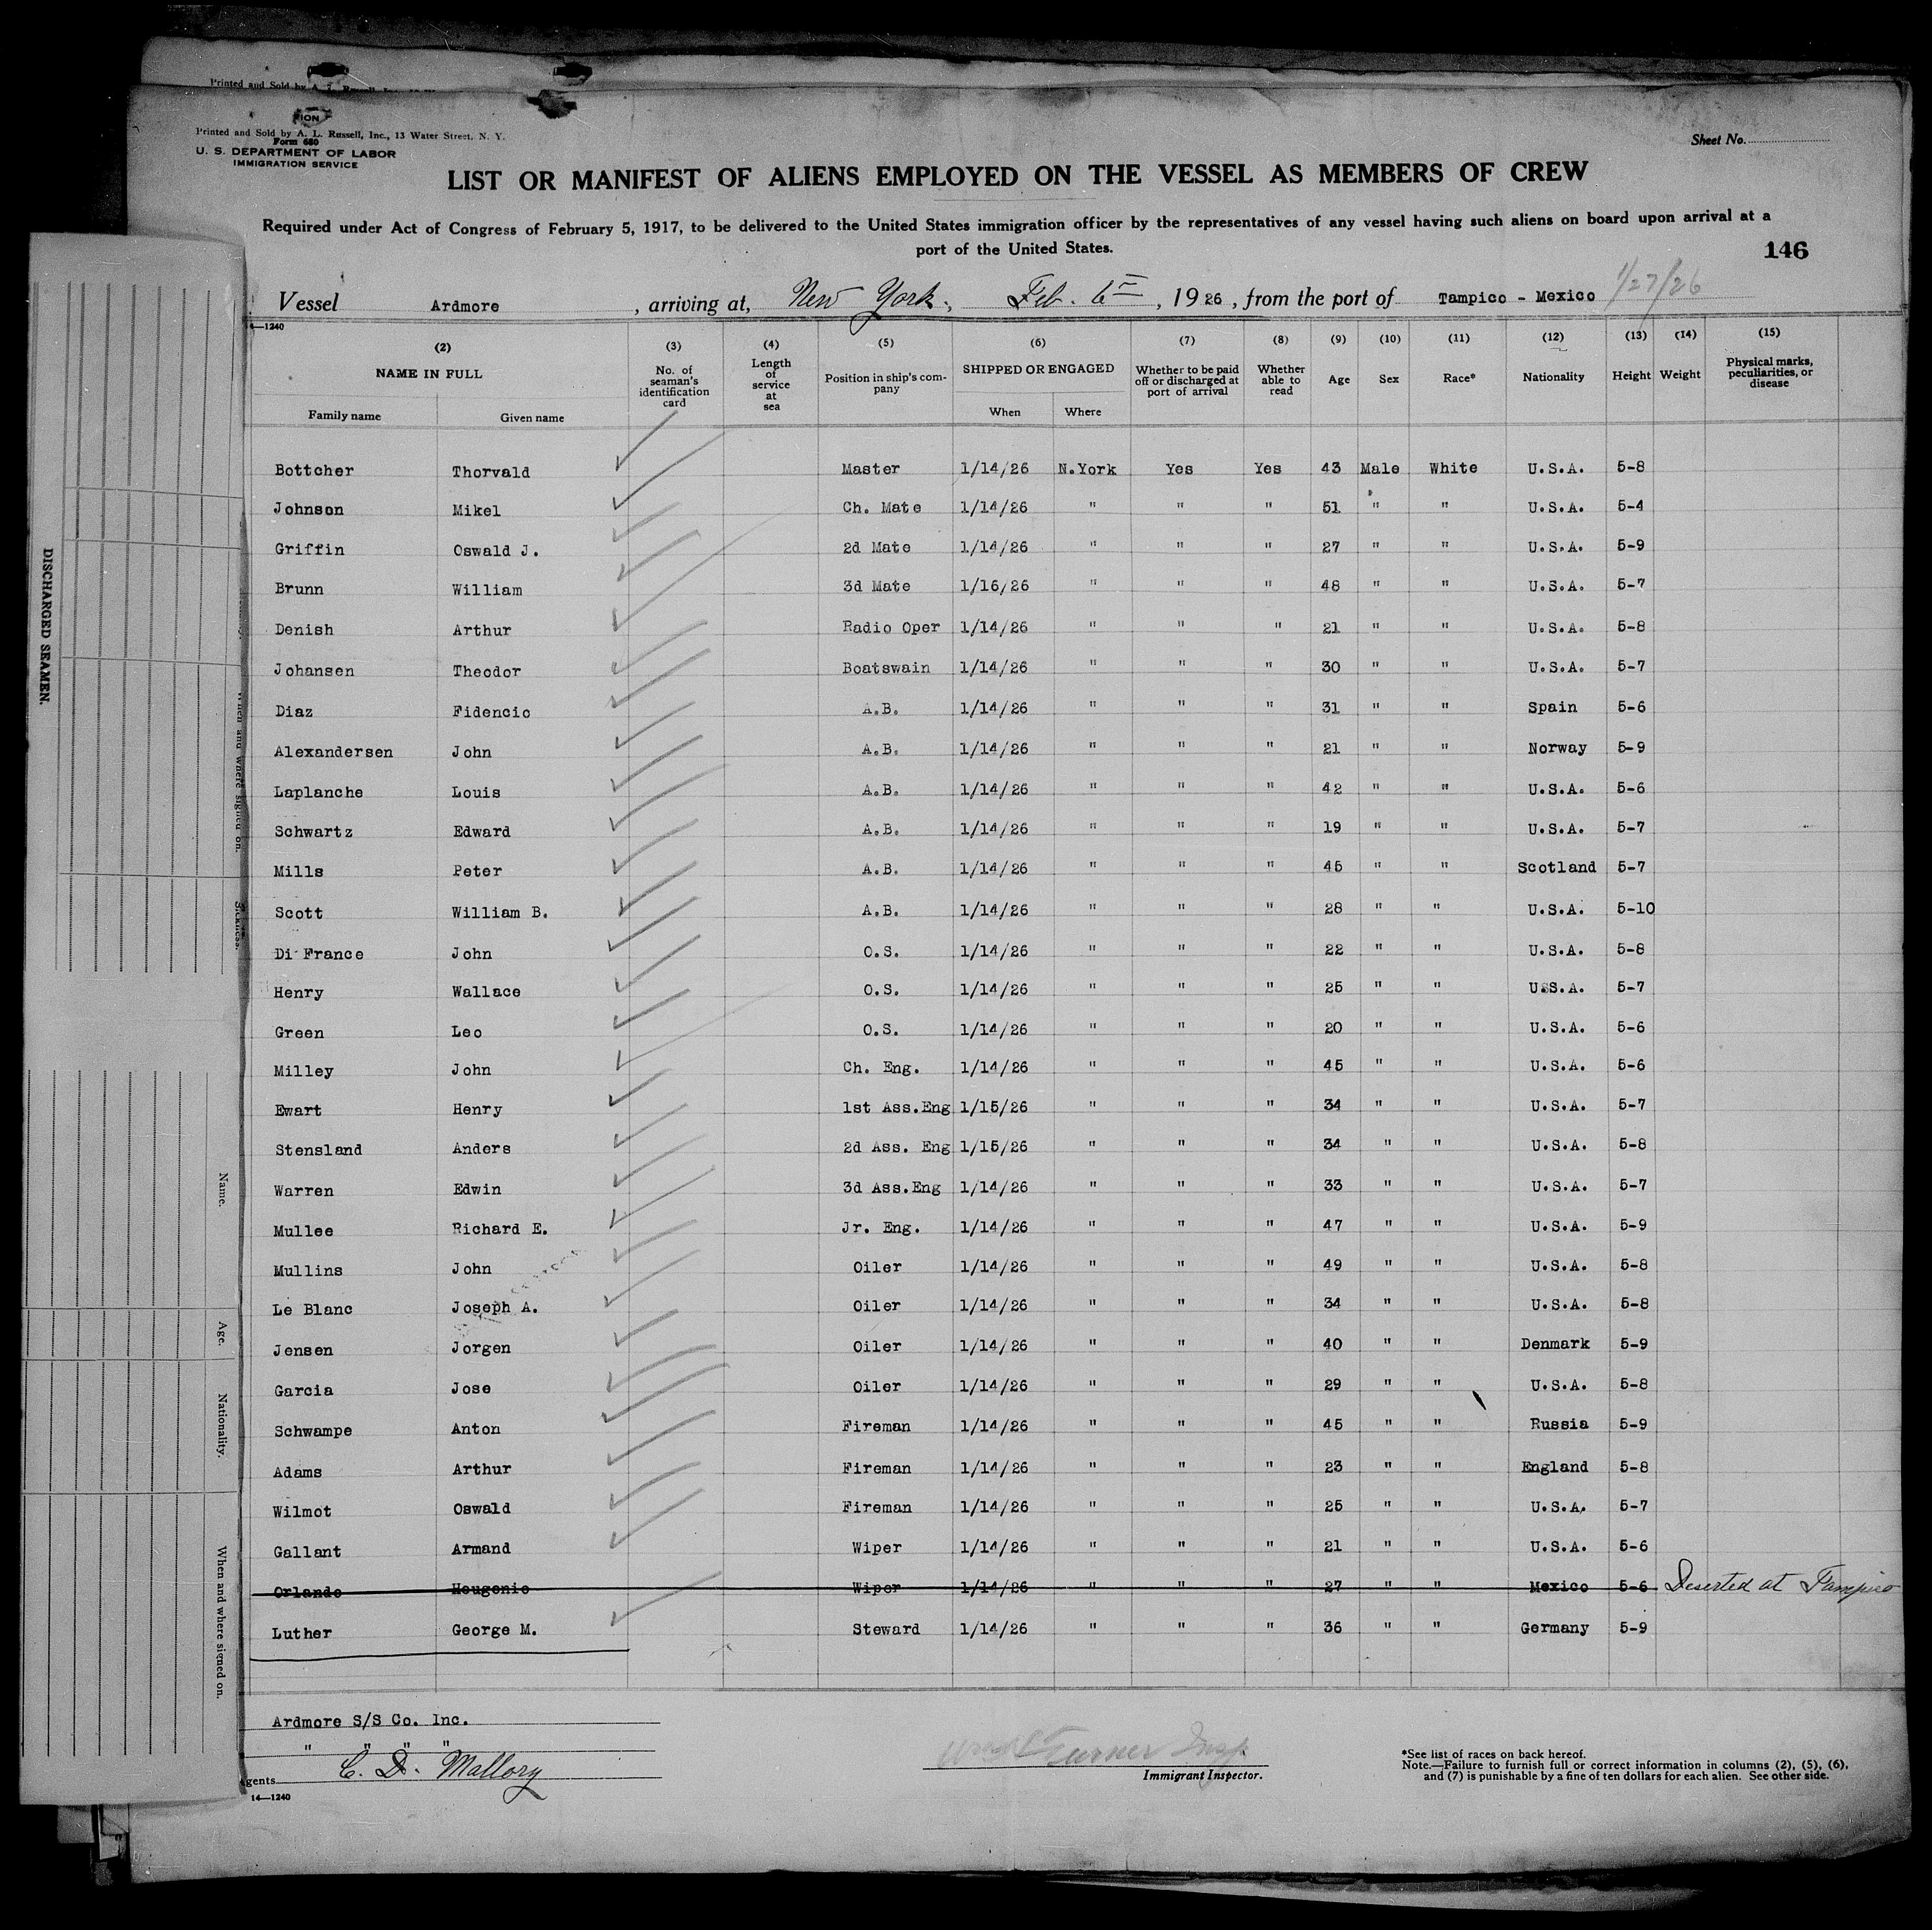 Printed and Sold by A.
ION
Printed and Sold by A. L. Russell, Inc., 13 Water Street, N. Y.
Form 680
U. S. DEPARTMENT OF LABOR
IMMIGRATION SERVICE
Sheet No.
LIST OR MANIFEST OF ALIENS EMPLOYED ON THE VESSEL AS MEMBERS OF CREW
Required under Act of Congress of February 5, 1917, to be delivered to the United States immigration officer by the representatives of any vessel having such aliens on board upon arrival at a
port of the United States.
146
Vessel Ardmore, arriving at, New York, Feb. 6th, 1926, from the port of Tampico - Mexico 1/27/26
4—1240
(2) (3) (4) (5) (6) (7) (8) (9) (10) (11) (12) (13) (14) (15)
NAME IN FULL No. of seaman's identification card Length of service at sea Position in ship's company SHIPPED OR ENGAGED Whether to be paid off or discharged at port of arrival Whether able to read Age Sex Race* Nationality Height Weight Physical marks, peculiarities, or disease
Family name Given name When Where
Bottcher Thorvald Master 1/14/26 N.York Yes Yes 43 Male White U.S.A. 5-8
Johnson Mikel Ch. Mate 1/14/26 " " " 51 " " U.S.A. 5-4
Griffin Oswald J. 2d Mate 1/14/26 " " " 27 " " U.S.A. 5-9
Brunn William 3d Mate 1/16/26 " " " 48 " " U.S.A. 5-7
Denish Arthur Radio Oper 1/14/26 " " " 21 " " U.S.A. 5-8
Johansen Theodor Boatswain 1/14/26 " " " 30 " " U.S.A. 5-7
Diaz Fidencio A.B. 1/14/26 " " " 31 " " Spain 5-6
Alexandersen John A.B. 1/14/26 " " " 21 " " Norway 5-9
Laplanche Louis A.B. 1/14/26 " " " 42 " " U.S.A. 5-6
Schwartz Edward A.B. 1/14/26 " " " 19 " " U.S.A. 5-7
Mills Peter A.B. 1/14/26 " " " 45 " " Scotland 5-7
Scott William B. A.B. 1/14/26 " " " 28 " " U.S.A. 5-10
Di France John O.S. 1/14/26 " " " 22 " " U.S.A. 5-8
Henry Wallace O.S. 1/14/26 " " " 25 " " U.S.A. 5-7
Green Leo O.S. 1/14/26 " " " 20 " " U.S.A. 5-6
Milley John Ch. Eng. 1/14/26 " " " 45 " " U.S.A. 5-6
Ewart Henry 1st Ass.Eng 1/15/26 " " " 34 " " U.S.A. 5-7
Stensland Anders 2d Ass. Eng 1/15/26 " " " 34 " " U.S.A. 5-8
Warren Edwin 3d Ass.Eng 1/14/26 " " " 33 " " U.S.A. 5-7
Mullee Richard E. Jr. Eng. 1/14/26 " " " 47 " " U.S.A. 5-9
Mullins John Oiler 1/14/26 " " " 49 " " U.S.A. 5-8
Le Blanc Joseph A. Oiler 1/14/26 " " " 34 " " U.S.A. 5-8
Jensen Jorgen Oiler 1/14/26 " " " 40 " " Denmark 5-9
Garcia Jose Oiler 1/14/26 " " " 29 " " U.S.A. 5-8
Schwampe Anton Fireman 1/14/26 " " " 45 " " Russia 5-9
Adams Arthur Fireman 1/14/26 " " " 23 " " England 5-8
Wilmot Oswald Fireman 1/14/26 " " " 25 " " U.S.A. 5-7
Gallant Armand Wiper 1/14/26 " " " 21 " " U.S.A. 5-6
Orlando Heugenio Wiper 1/14/26 " " " 27 " " Mexico 5-6 Deserted at Tampico
Luther George M. Steward 1/14/26 " " " 36 " " Germany 5-9
Ardmore S/S Co. Inc.
" " " "
gents C. D. Mallory
14—1240
Turner Insp.
Immigrant Inspector.
*See list of races on back hereof.
Note.—Failure to furnish full or correct information in columns (2), (5), (6),
and (7) is punishable by a fine of ten dollars for each alien. See other side.
DISCHARGED SEAMEN.
When and where signed on.
Sickness.
Name.
Age.
Nationality.
When and where signed on.